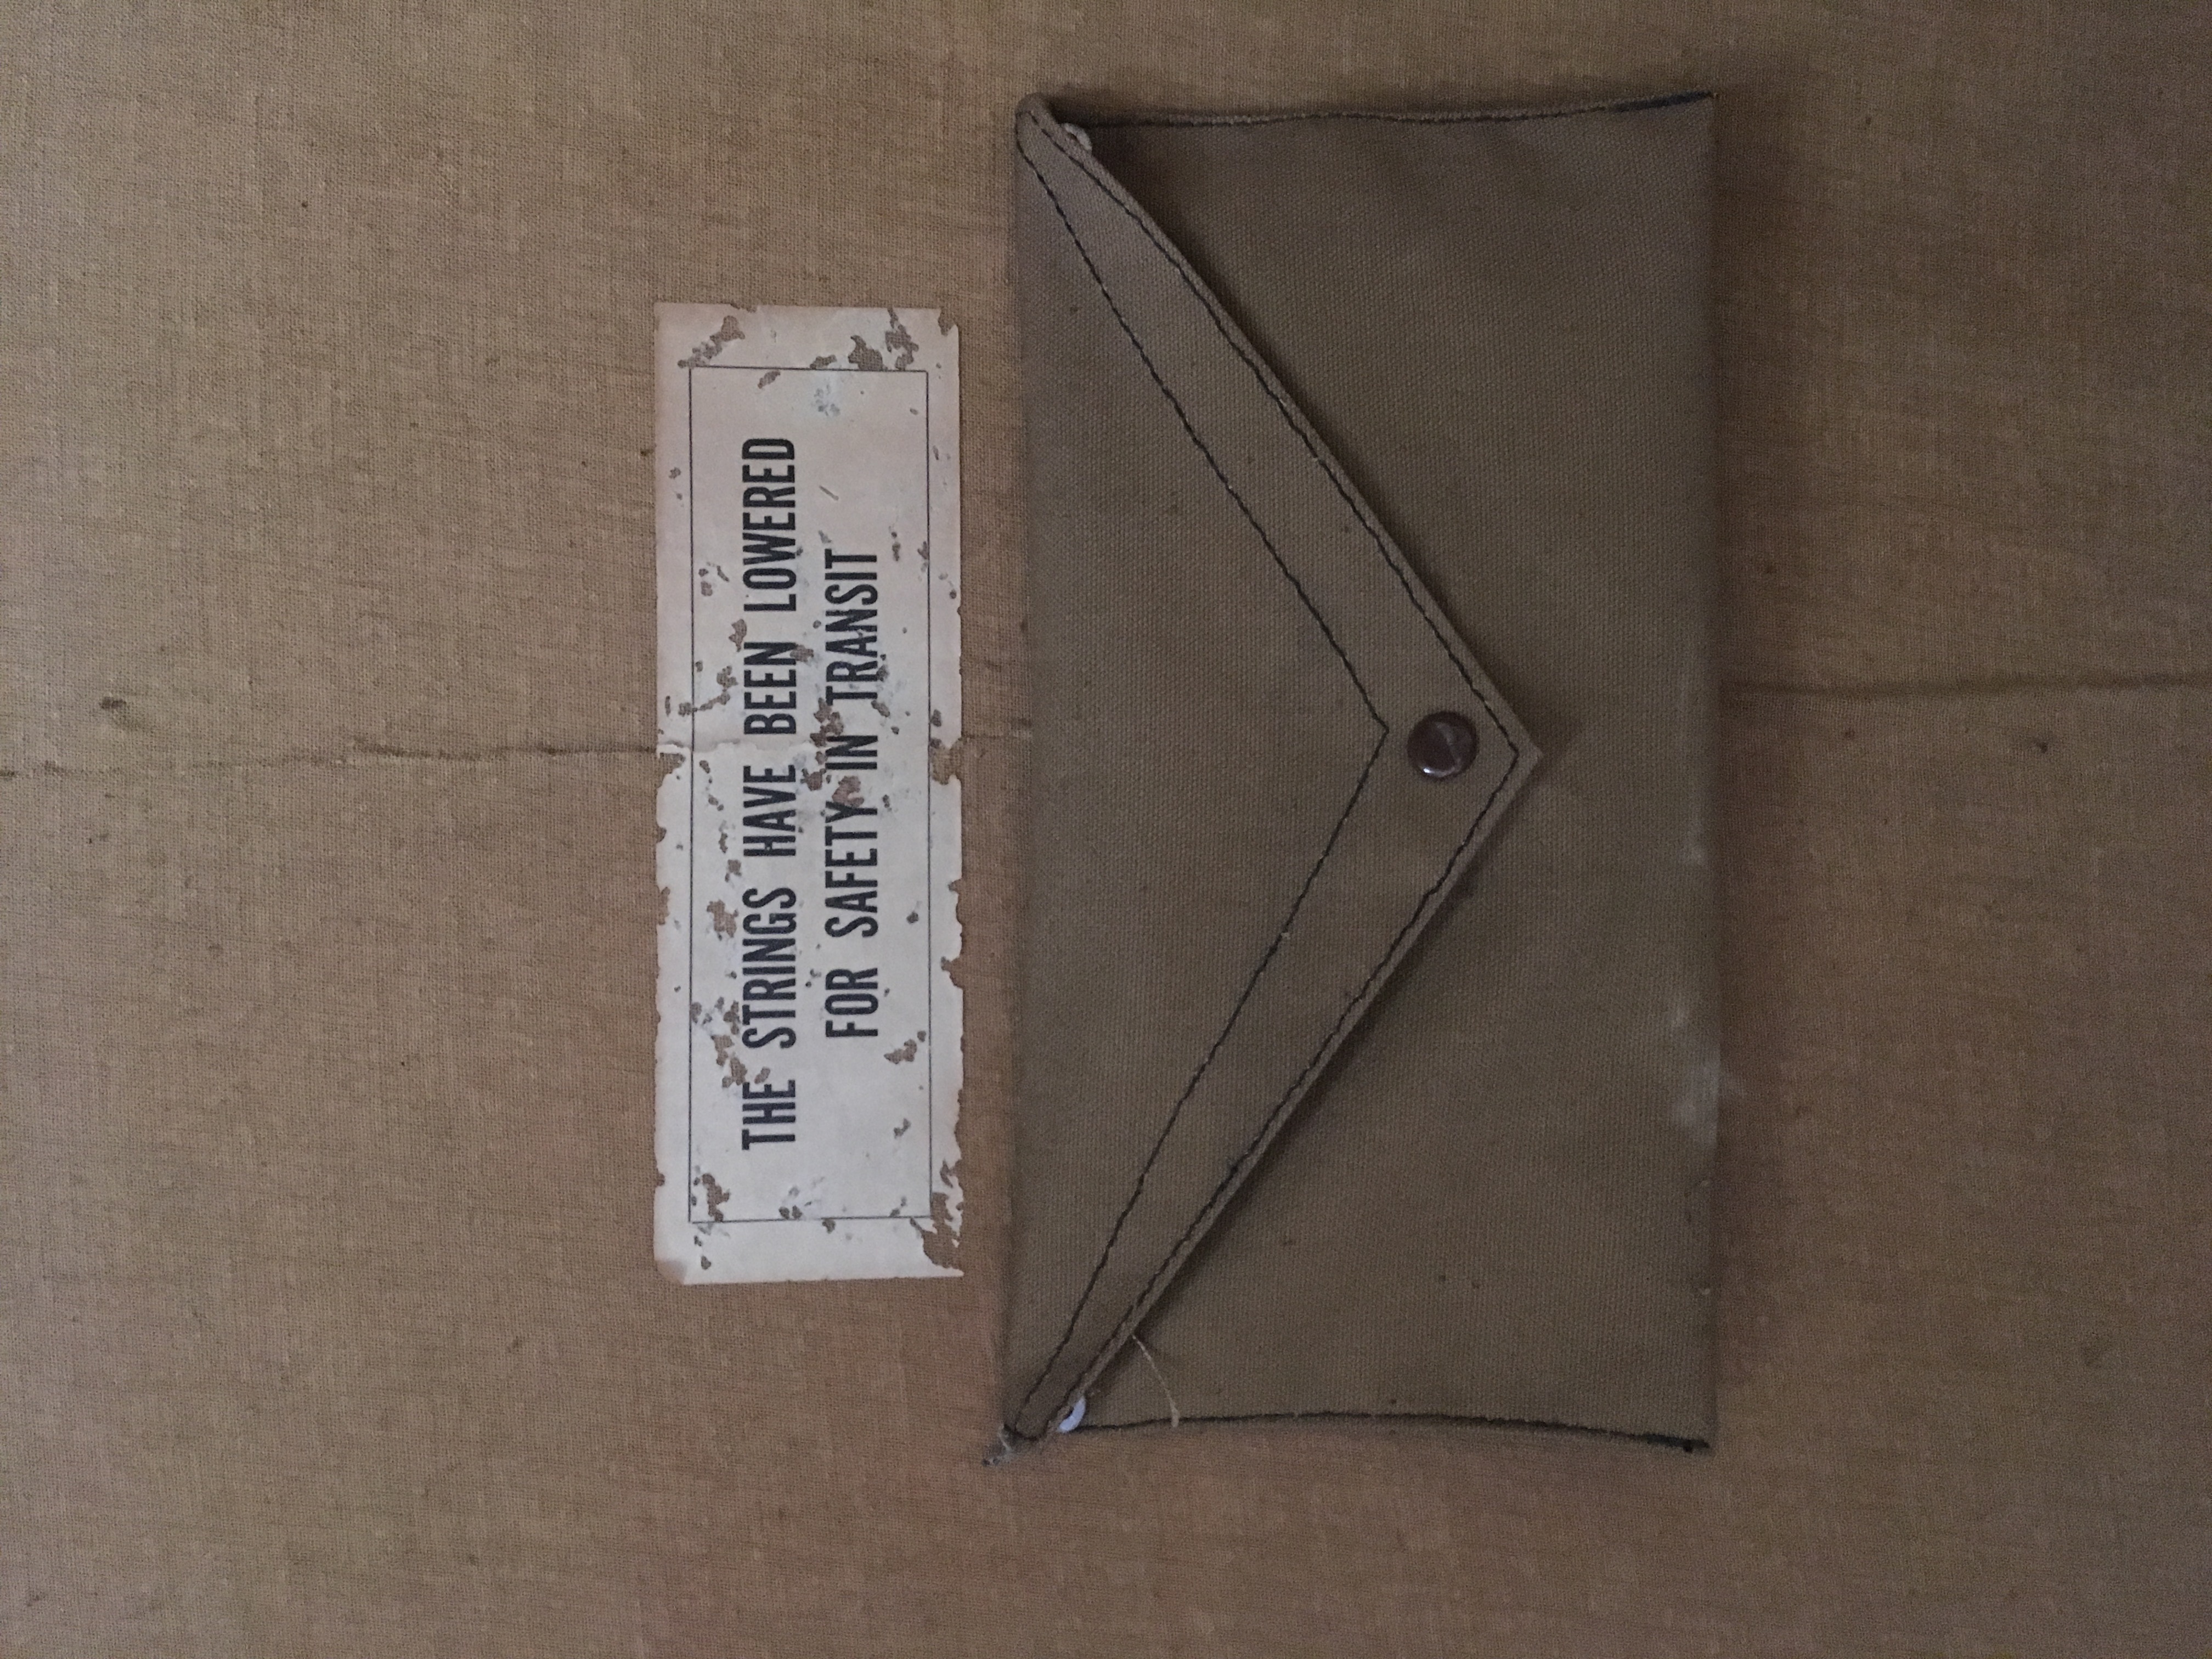 THE STRINGS HAVE BEEN LOWERED
FOR SAFETY IN TRANSIT